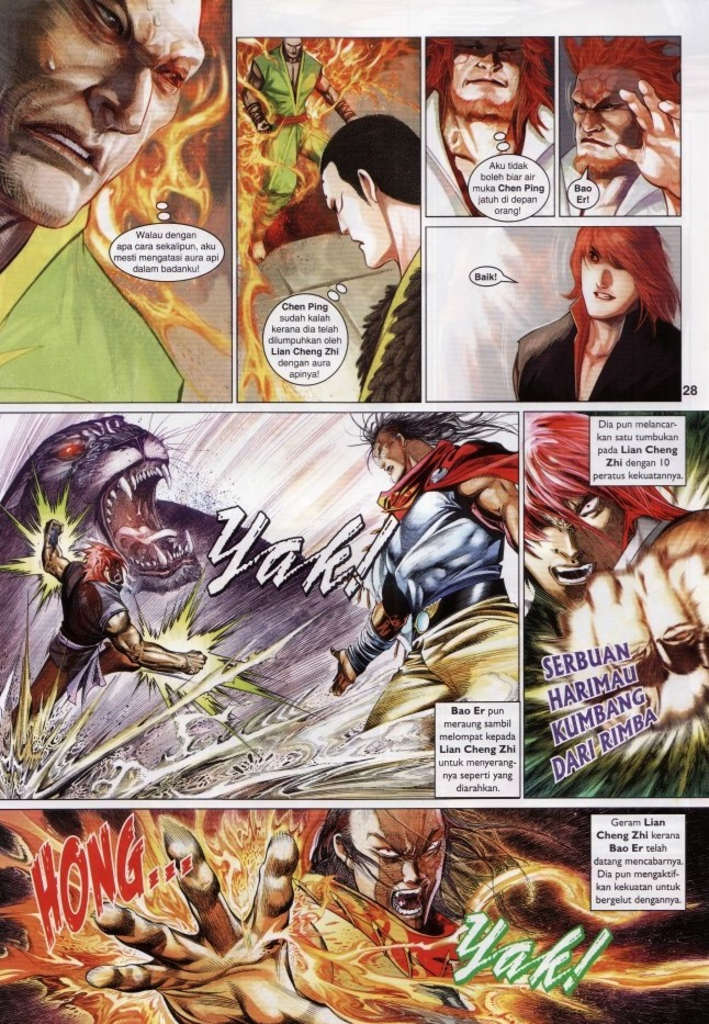 Walau dengan
apa cara sekalipun, aku
mesti mengatasi aura api
dalam badanku!
Chen Ping
sudah kalah
kerana dia telah
dilumpuhkan oleh
Lian Cheng Zhi
dengan aura
apinya!
Aku tidak
boleh biar air
muka Chen Ping
jatuh di depan
orang!
Bao
Er!
Baik!
28
Yak!
Bao Er pun
meraung sambil
melompat kepada
Lian Cheng Zhi
untuk menyerang-
nya seperti yang
diarahkan.
Dia pun melancar-
kan satu tumbukan
pada Lian Cheng
Zhi dengan 10
peratus kekuatannya.
SERBUAN
HARIMAU
KUMBANG
DARI RIMBA
HONG...
Geram Lian
Cheng Zhi kerana
Bao Er telah
datang mencabarnya.
Dia pun mengaktif-
kan kekuatan untuk
bergelut dengannya.
Yak!